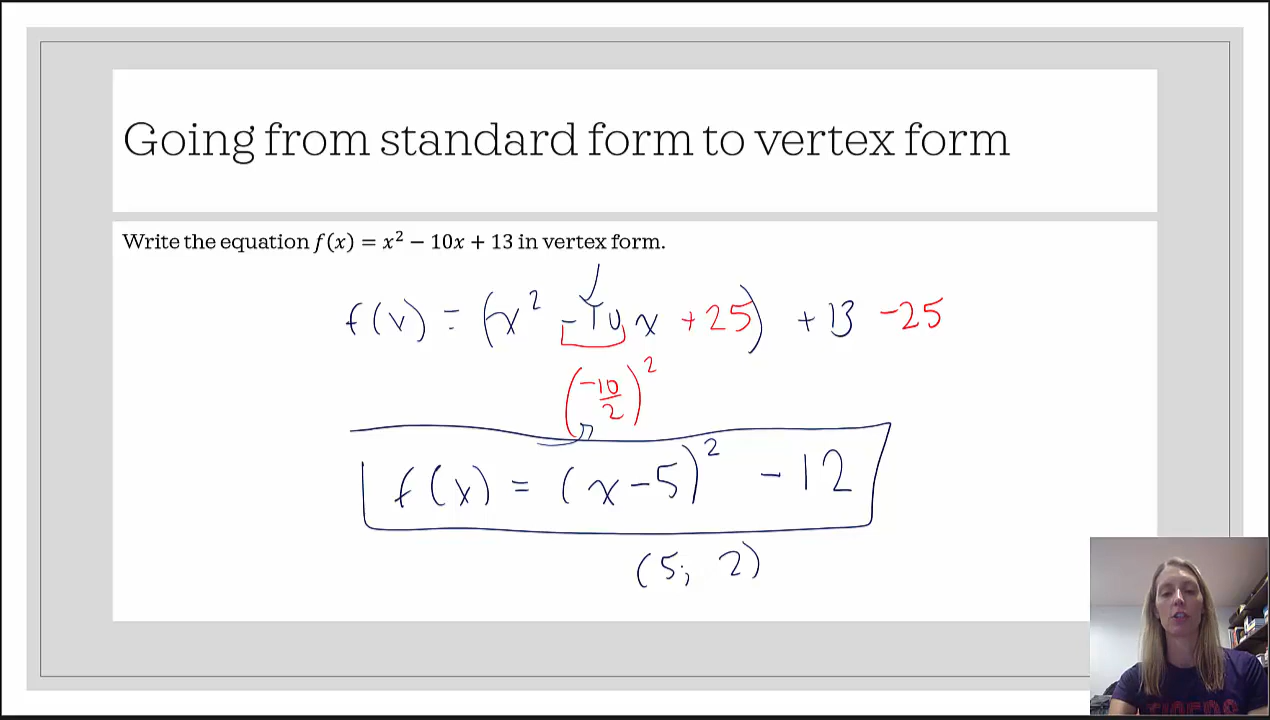 Going from standard form to vertex form
Write the equation f(x) = x² − 10x + 13 in vertex form.
f(x) = (x² -10x +25) +13 -25
(-10/2)²
f(x) = (x-5)² -12
(5, 2)
TIGERS